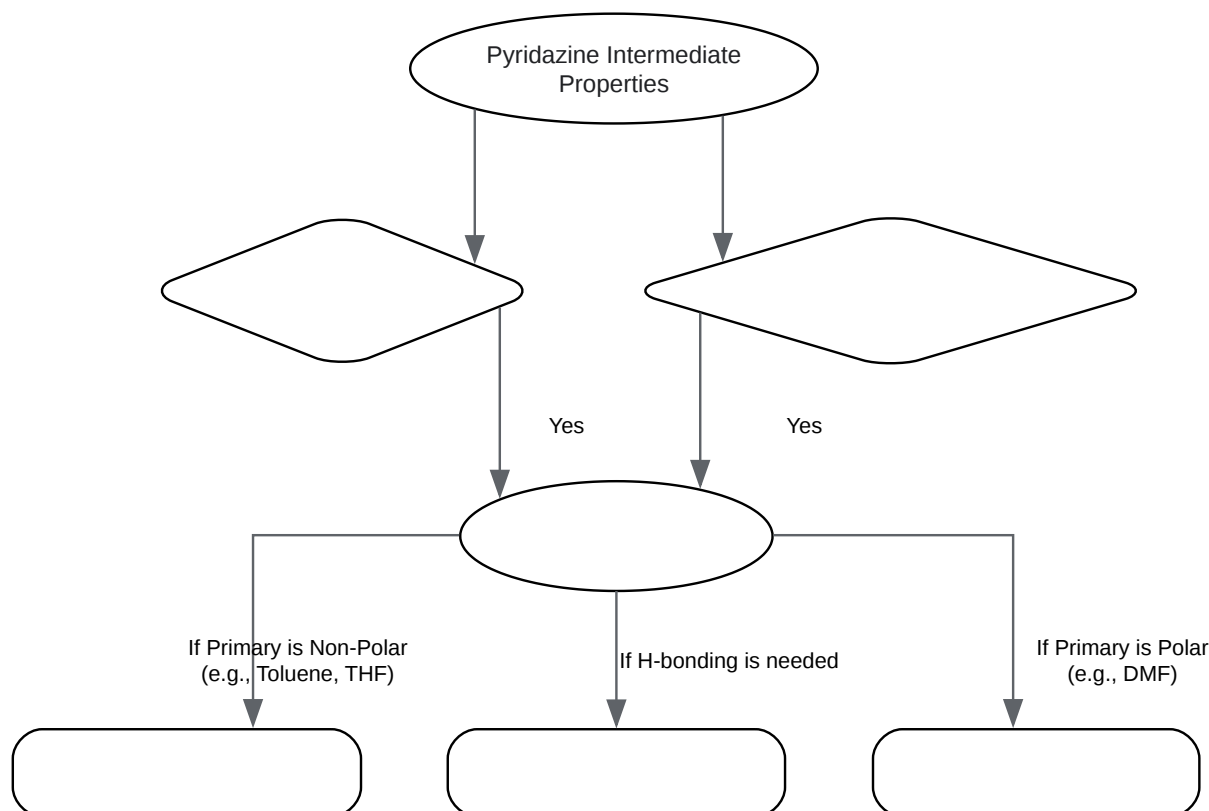 Pyridazine Intermediate
Properties
Yes
Yes
If Primary is Non-Polar
(e.g., Toluene, THF)
If H-bonding is needed
If Primary is Polar
(e.g., DMF)